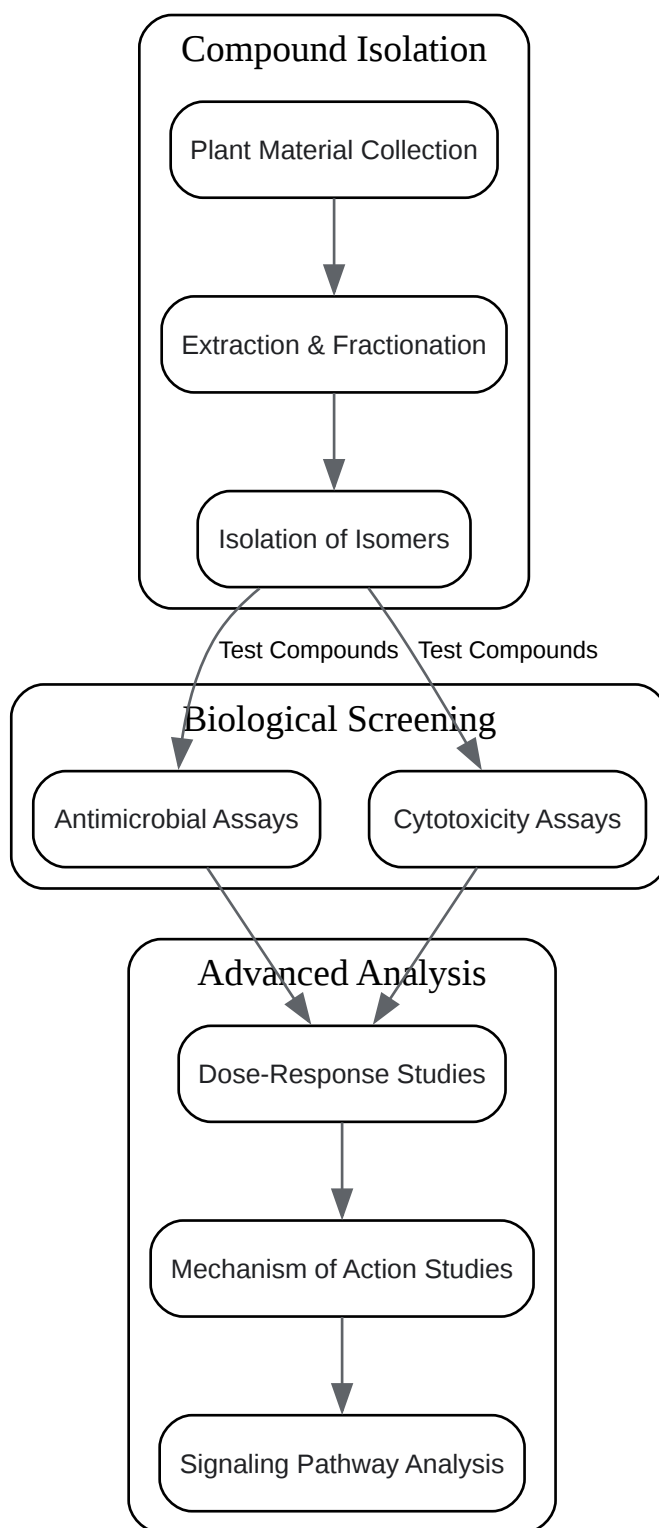 Compound Isolation
Plant Material Collection
Extraction & Fractionation
Isolation of Isomers
Test Compounds
Test Compounds
Biological Screening
Antimicrobial Assays
Cytotoxicity Assays
Advanced Analysis
Dose-Response Studies
Mechanism of Action Studies
Signaling Pathway Analysis